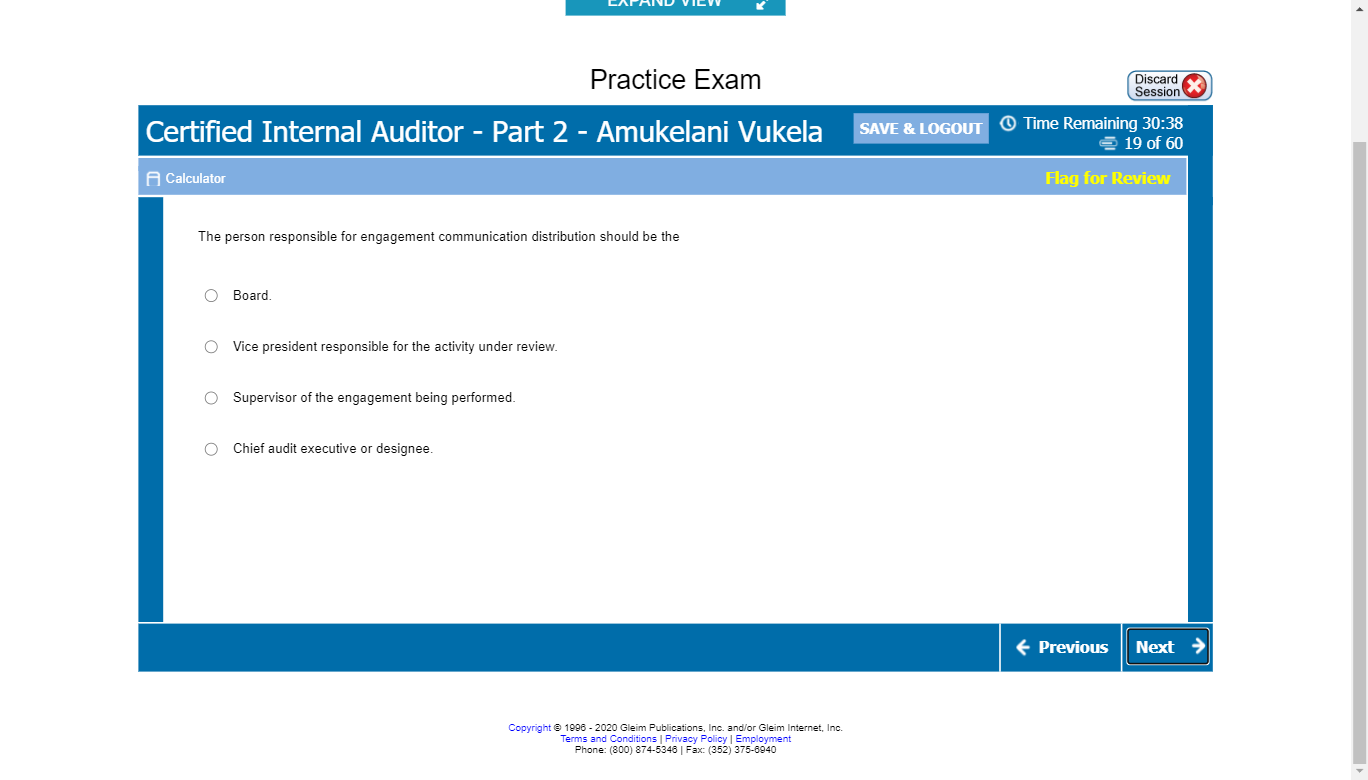 EXPAND VIEW
Practice Exam
Discard
Session
Certified Internal Auditor - Part 2 - Amukelani Vukela
SAVE & LOGOUT
Time Remaining 30:38
19 of 60
Calculator
Flag for Review
The person responsible for engagement communication distribution should be the
Board.
Vice president responsible for the activity under review.
Supervisor of the engagement being performed.
Chief audit executive or designee.
Previous
Next
Copyright © 1996 - 2020 Gleim Publications, Inc. and/or Gleim Internet, Inc.
Terms and Conditions | Privacy Policy | Employment
Phone: (800) 874-5346 | Fax: (352) 375-6940